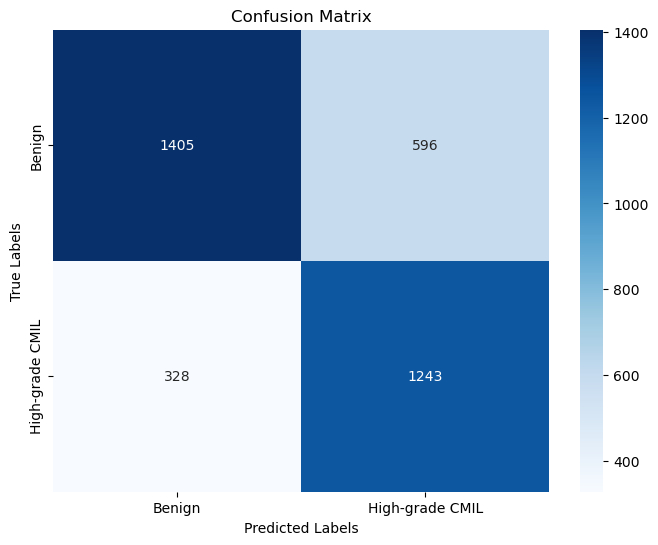 Confusion Matrix
True Labels
Benign
High-grade CMIL
1405
596
328
1243
Benign
High-grade CMIL
Predicted Labels
1400
1200
1000
800
600
400